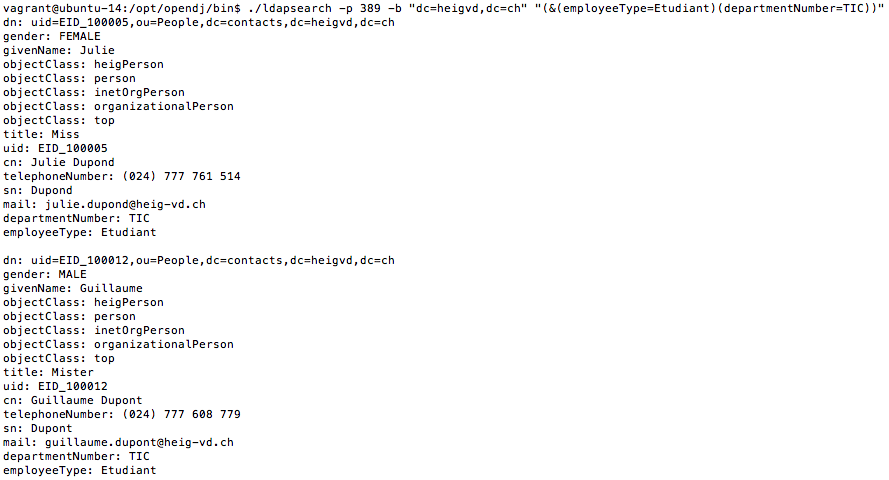 vagrant@ubuntu-14:/opt/opendj/bin$ ./ldapsearch -p 389 -b "dc=heigvd,dc=ch" "(&(employeeType=Etudiant)(departmentNumber=TIC))"
dn: uid=EID_100005,ou=People,dc=contacts,dc=heigvd,dc=ch
gender: FEMALE
givenName: Julie
objectClass: heigPerson
objectClass: person
objectClass: inetOrgPerson
objectClass: organizationalPerson
objectClass: top
title: Miss
uid: EID_100005
cn: Julie Dupond
telephoneNumber: (024) 777 761 514
sn: Dupond
mail: julie.dupond@heig-vd.ch
departmentNumber: TIC
employeeType: Etudiant

dn: uid=EID_100012,ou=People,dc=contacts,dc=heigvd,dc=ch
gender: MALE
givenName: Guillaume
objectClass: heigPerson
objectClass: person
objectClass: inetOrgPerson
objectClass: organizationalPerson
objectClass: top
title: Mister
uid: EID_100012
cn: Guillaume Dupont
telephoneNumber: (024) 777 608 779
sn: Dupont
mail: guillaume.dupont@heig-vd.ch
departmentNumber: TIC
employeeType: Etudiant